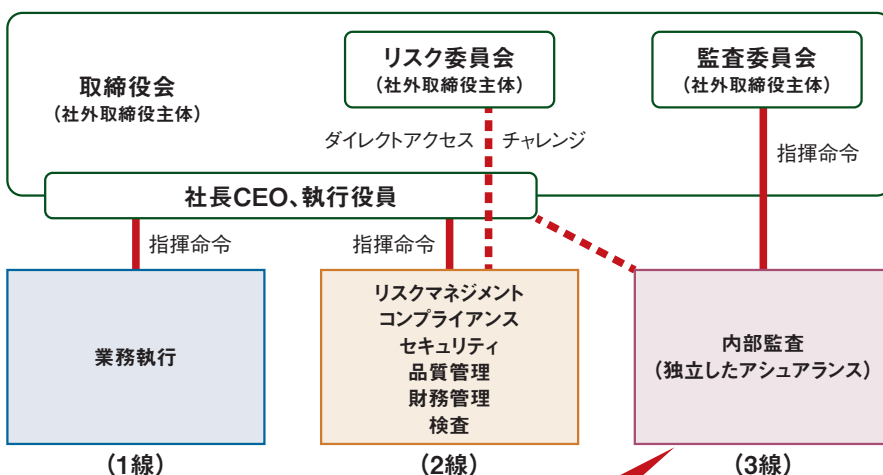 取締役会
(社外取締役主体)
リスク委員会
(社外取締役主体)
監査委員会
(社外取締役主体)
ダイレクトアクセス
チャレンジ
指揮命令
社長CEO、執行役員
指揮命令
指揮命令
業務執行
リスクマネジメント
コンプライアンス
セキュリティ
品質管理
財務管理
検査
内部監査
(独立したアシュアランス)
(1線)
(2線)
(3線)